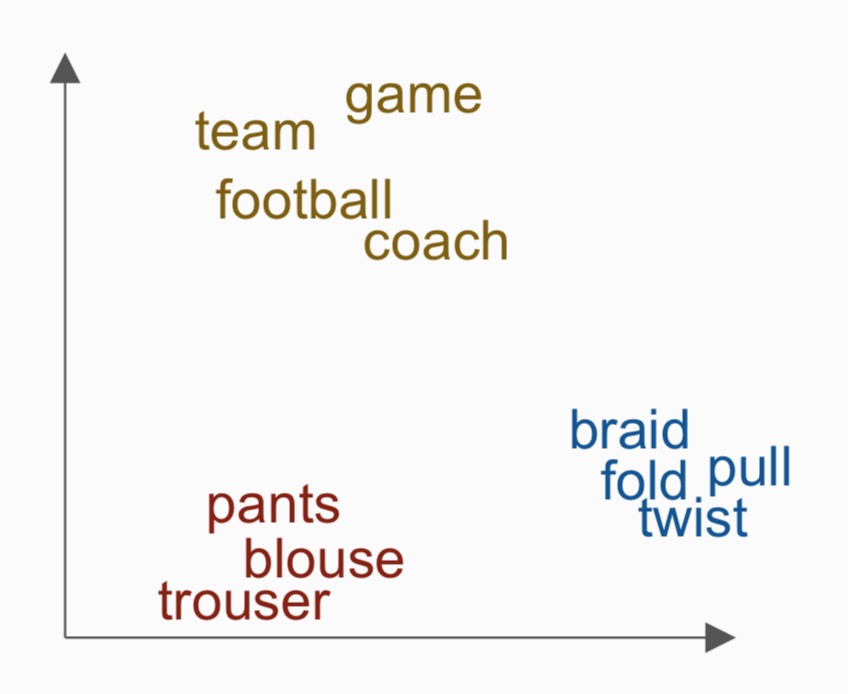 game
team
football
coach
braid
pull
fold
twist
pants
blouse
trouser